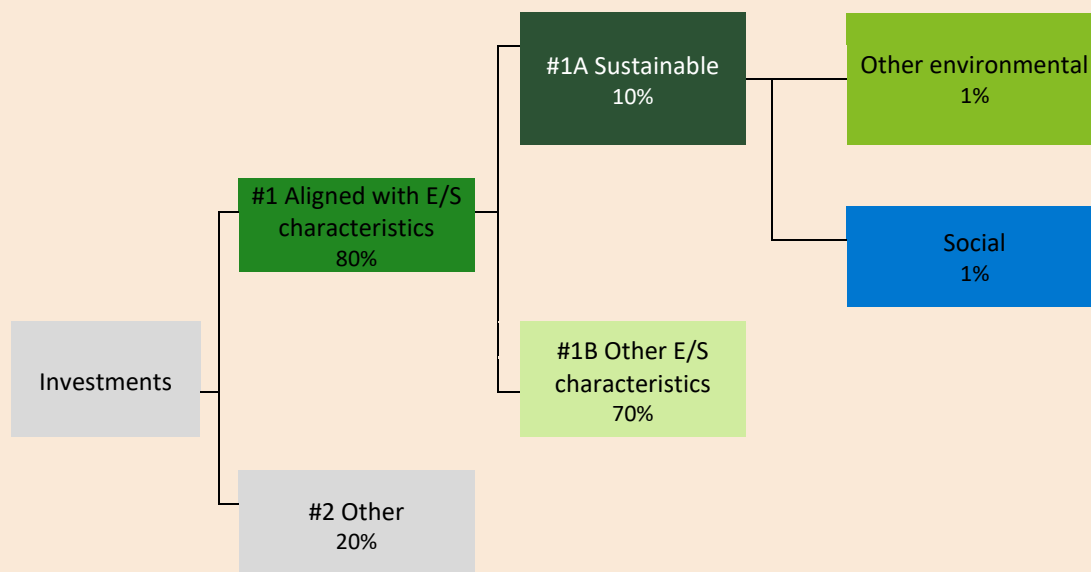 #1A Sustainable
10%
Other environmental
1%
#1 Aligned with E/S
characteristics
80%
Social
1%
#1B Other E/S
characteristics
70%
Investments
#2 Other
20%